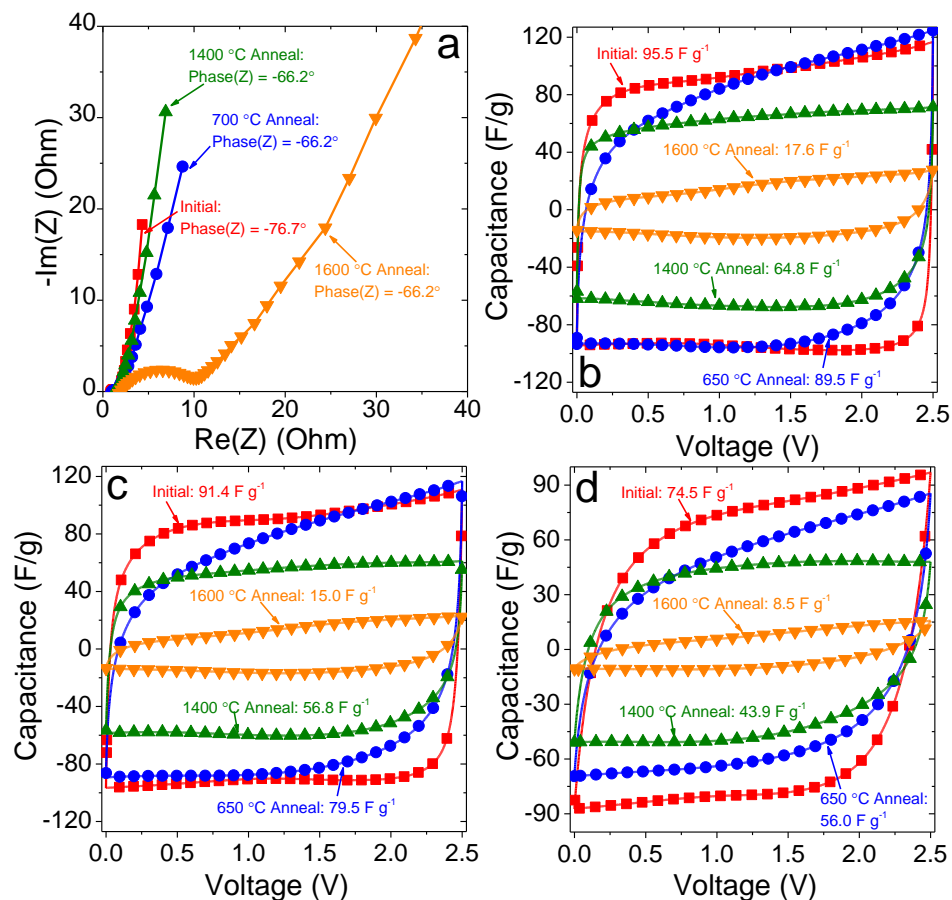 a
1400 °C Anneal:
Phase(Z) = -66.2°
700 °C Anneal:
Phase(Z) = -66.2°
Initial:
Phase(Z) = -76.7°
1600 °C Anneal:
Phase(Z) = -66.2°
40
30
20
10
0
-Im(Z) (Ohm)
0 5 10 15 20 25 30 35 40
Re(Z) (Ohm)
b
Initial: 95.5 F g⁻¹
1600 °C Anneal: 17.6 F g⁻¹
1400 °C Anneal: 64.8 F g⁻¹
650 °C Anneal: 89.5 F g⁻¹
120
80
40
0
-40
-80
-120
Capacitance (F/g)
0.0 0.5 1.0 1.5 2.0 2.5
Voltage (V)
c
Initial: 91.4 F g⁻¹
1600 °C Anneal: 15.0 F g⁻¹
1400 °C Anneal: 56.8 F g⁻¹
650 °C Anneal: 79.5 F g⁻¹
120
80
40
0
-40
-80
-120
Capacitance (F/g)
0.0 0.5 1.0 1.5 2.0 2.5
Voltage (V)
d
Initial: 74.5 F g⁻¹
1600 °C Anneal: 8.5 F g⁻¹
1400 °C Anneal: 43.9 F g⁻¹
650 °C Anneal:
56.0 F g⁻¹
90
60
30
0
-30
-60
-90
Capacitance (F/g)
0.0 0.5 1.0 1.5 2.0 2.5
Voltage (V)